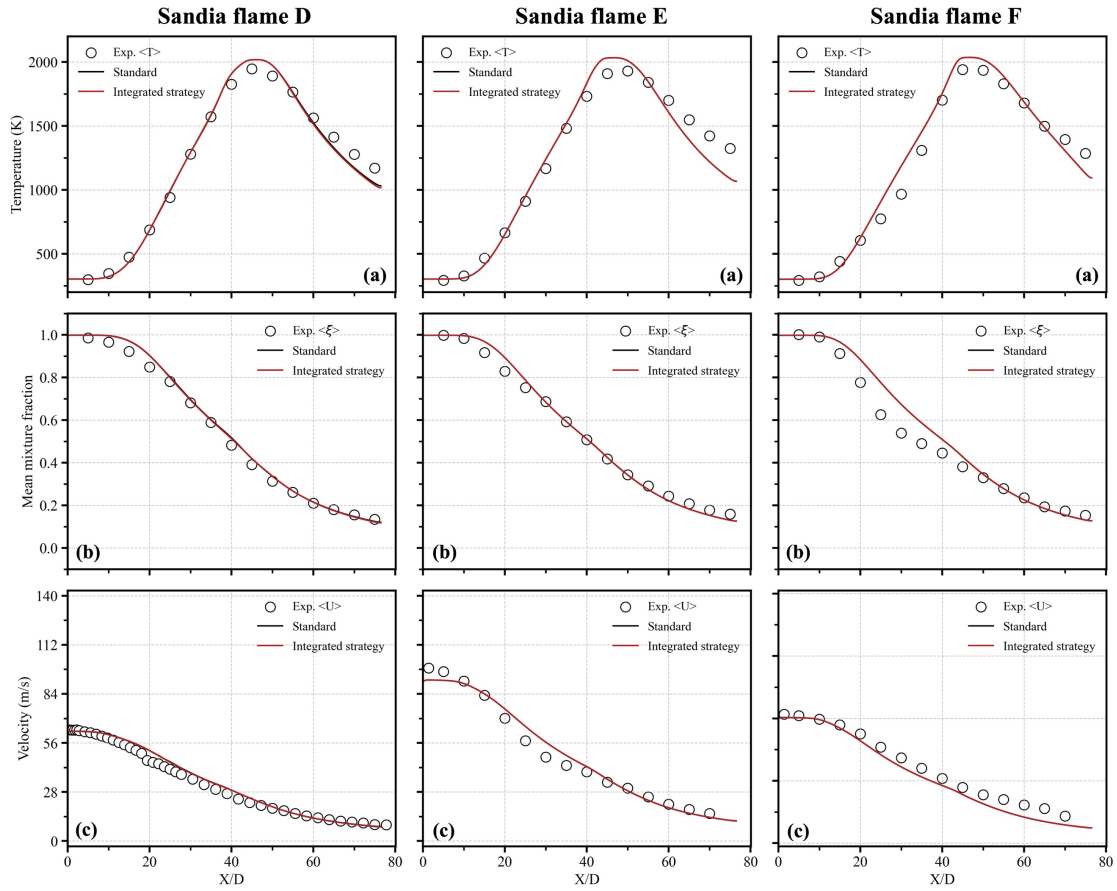 Sandia flame D
Sandia flame E
Sandia flame F
Temperature (K)
2000
1500
1000
500
Exp. <T>
Standard
Integrated strategy
(a)
Exp. <T>
Standard
Integrated strategy
(a)
Exp. <T>
Standard
Integrated strategy
(a)
Mean mixture fraction
1.0
0.8
0.6
0.4
0.2
0.0
Exp. <ξ>
Standard
Integrated strategy
(b)
Exp. <ξ>
Standard
Integrated strategy
(b)
Exp. <ξ>
Standard
Integrated strategy
(b)
Velocity (m/s)
140
112
84
56
28
0
Exp. <U>
Standard
Integrated strategy
(c)
Exp. <U>
Standard
Integrated strategy
(c)
Exp. <U>
Standard
Integrated strategy
(c)
0 20 40 60 80
0 20 40 60 80
0 20 40 60 80
X/D
X/D
X/D